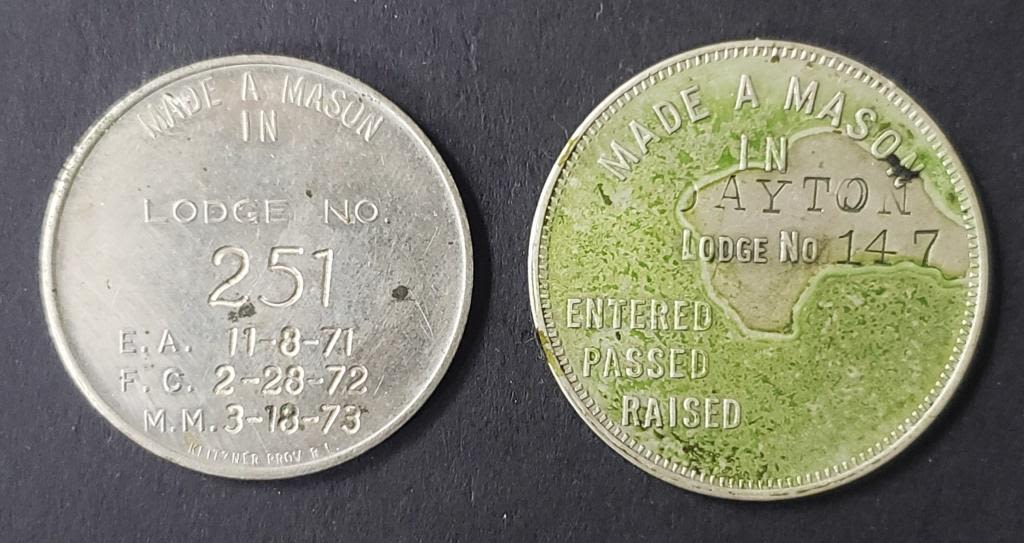 MADE A MASON
IN
LODGE NO.
251
E. A. 11-8-71
F. C. 2-28-72
M. M. 3-18-73
KLITZNER PROV. R.I.
MADE A MASON
IN
DAYTON
LODGE NO 147
ENTERED
PASSED
RAISED